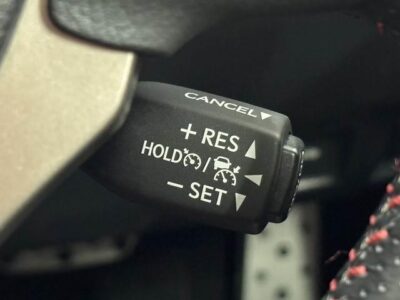 CANCEL
+ RES
HOLD /
− SET